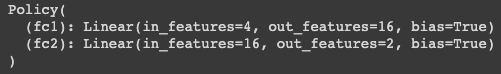 Policy(
  (fc1): Linear(in_features=4, out_features=16, bias=True)
  (fc2): Linear(in_features=16, out_features=2, bias=True)
)